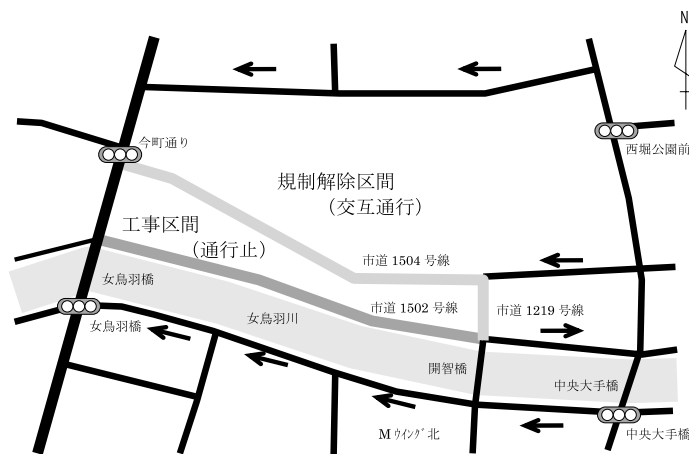 N
今町通り
西堀公園前
規制解除区間
（交互通行）
工事区間
（通行止）
市道 1504 号線
女鳥羽橋
市道 1502 号線
市道 1219 号線
女鳥羽川
女鳥羽橋
開智橋
中央大手橋
Mウイング北
中央大手橋